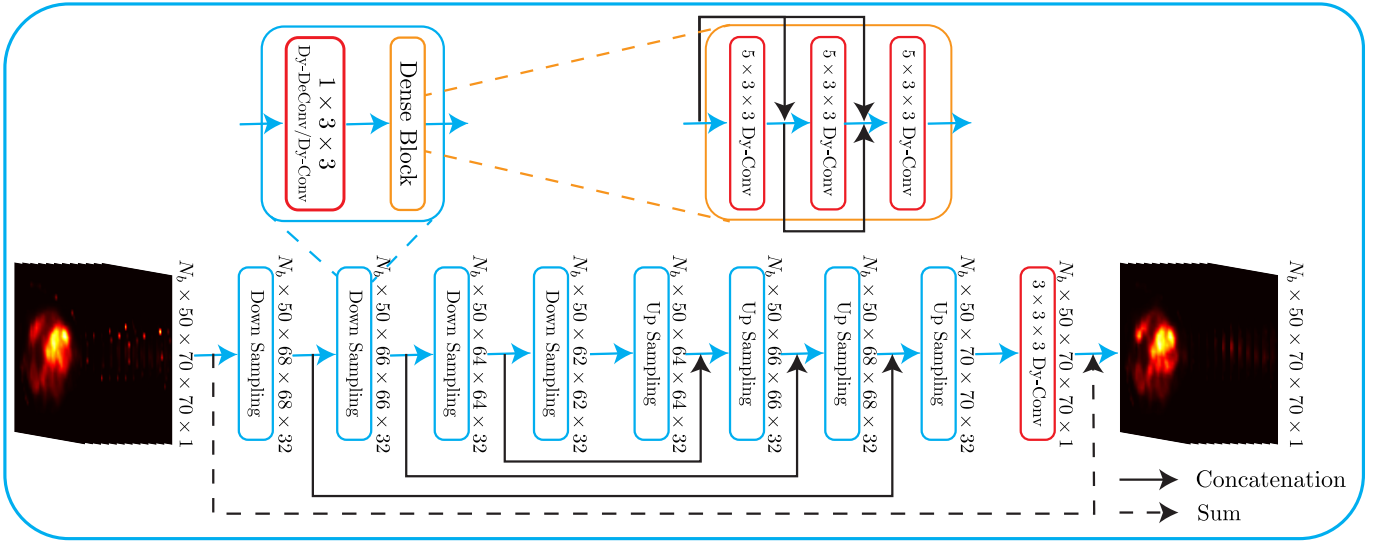 1 × 3 × 3
Dy-DeConv/Dy-Conv
Dense Block
5 × 3 × 3 Dy-Conv
5 × 3 × 3 Dy-Conv
5 × 3 × 3 Dy-Conv
N_b × 50 × 70 × 70 × 1
Down Sampling
N_b × 50 × 68 × 68 × 32
Down Sampling
N_b × 50 × 66 × 66 × 32
Down Sampling
N_b × 50 × 64 × 64 × 32
Down Sampling
N_b × 50 × 62 × 62 × 32
Up Sampling
N_b × 50 × 64 × 64 × 32
Up Sampling
N_b × 50 × 66 × 66 × 32
Up Sampling
N_b × 50 × 68 × 68 × 32
Up Sampling
N_b × 50 × 70 × 70 × 32
3 × 3 × 3 Dy-Conv
N_b × 50 × 70 × 70 × 1
N_b × 50 × 70 × 70 × 1
Concatenation
Sum